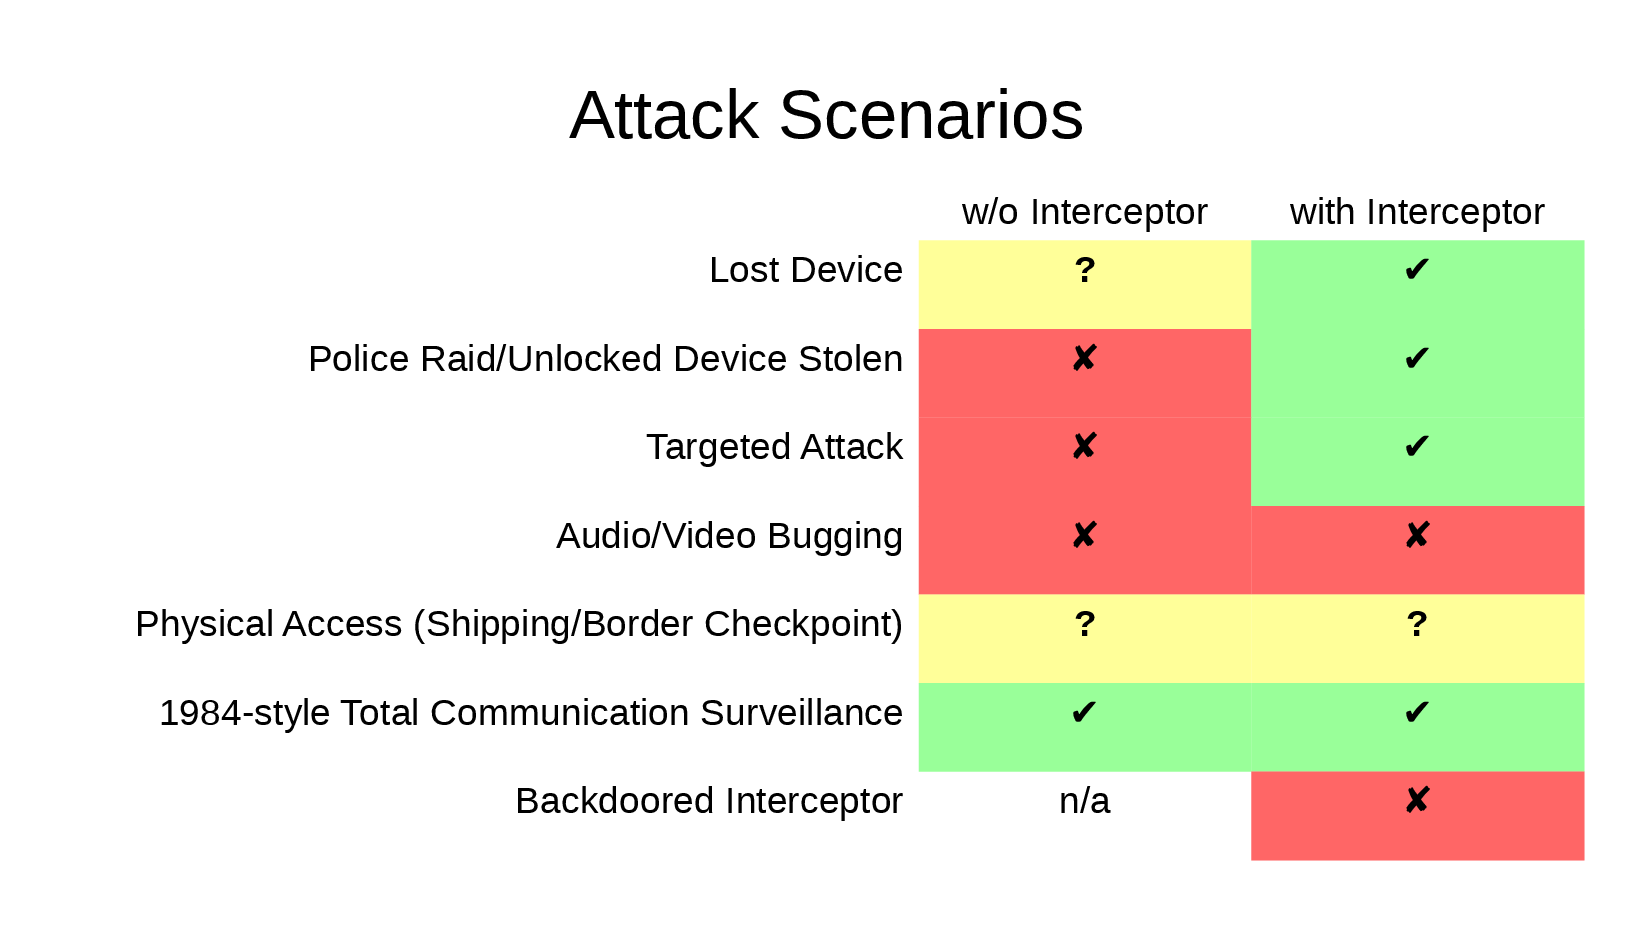 Attack Scenarios
w/o Interceptor with Interceptor
Lost Device ? ✔
Police Raid/Unlocked Device Stolen ✘ ✔
Targeted Attack ✘ ✔
Audio/Video Bugging ✘ ✘
Physical Access (Shipping/Border Checkpoint) ? ?
1984-style Total Communication Surveillance ✔ ✔
Backdoored Interceptor n/a ✘